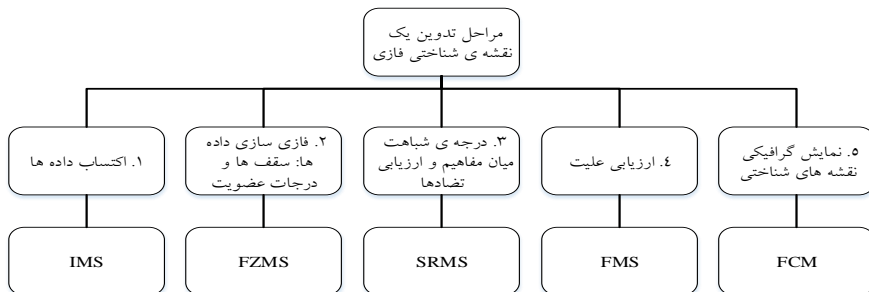 مراحل تدوین یک
نقشه ی شناختی فازی
۱. اکتساب داده ها
۲. فازی سازی داده
ها: سقف ها و
درجات عضویت
۳. درجه ی شباهت
میان مفاهیم و ارزیابی
تضادها
۴. ارزیابی علیت
۵. نمایش گرافیکی
نقشه های شناختی
IMS
FZMS
SRMS
FMS
FCM